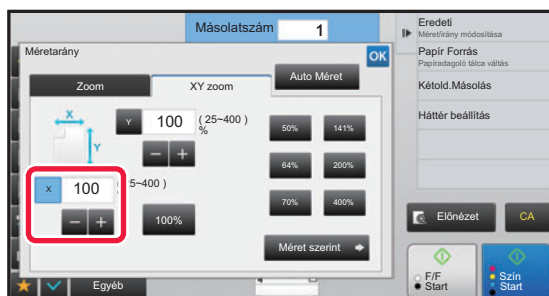 Másolatszám 1
Méretarány
OK
Zoom
XY zoom
Auto Méret
X
Y
Y 100 ( 25~400 )
%
50% 141%
X 100 5~400 )
64% 200%
70% 400%
100%
Méret szerint
Egyéb
Eredeti
Méret/irány módosítása
Papír Forrás
Papíradagoló tálca váltás
Kétold.Másolás
Háttér beállítás
Előnézet
CA
F/F
Start
Szín
Start